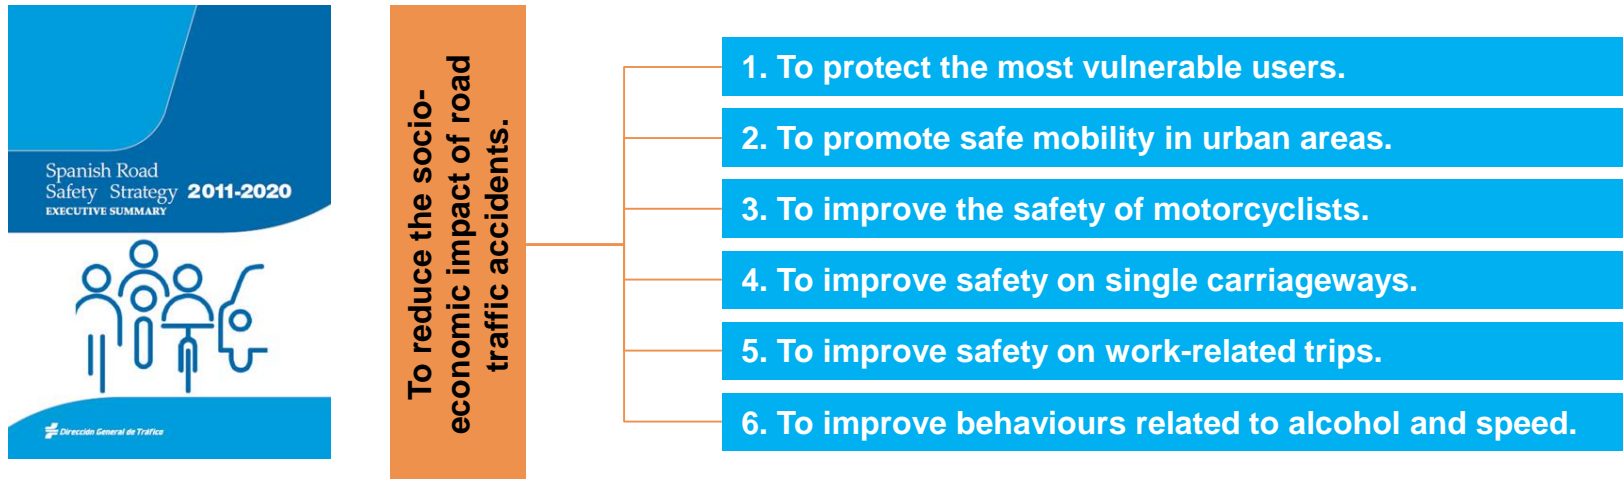 Spanish Road
Safety Strategy 2011-2020
EXECUTIVE SUMMARY
Dirección General de Tráfico
To reduce the socio-
economic impact of road
traffic accidents.
1. To protect the most vulnerable users.
2. To promote safe mobility in urban areas.
3. To improve the safety of motorcyclists.
4. To improve safety on single carriageways.
5. To improve safety on work-related trips.
6. To improve behaviours related to alcohol and speed.